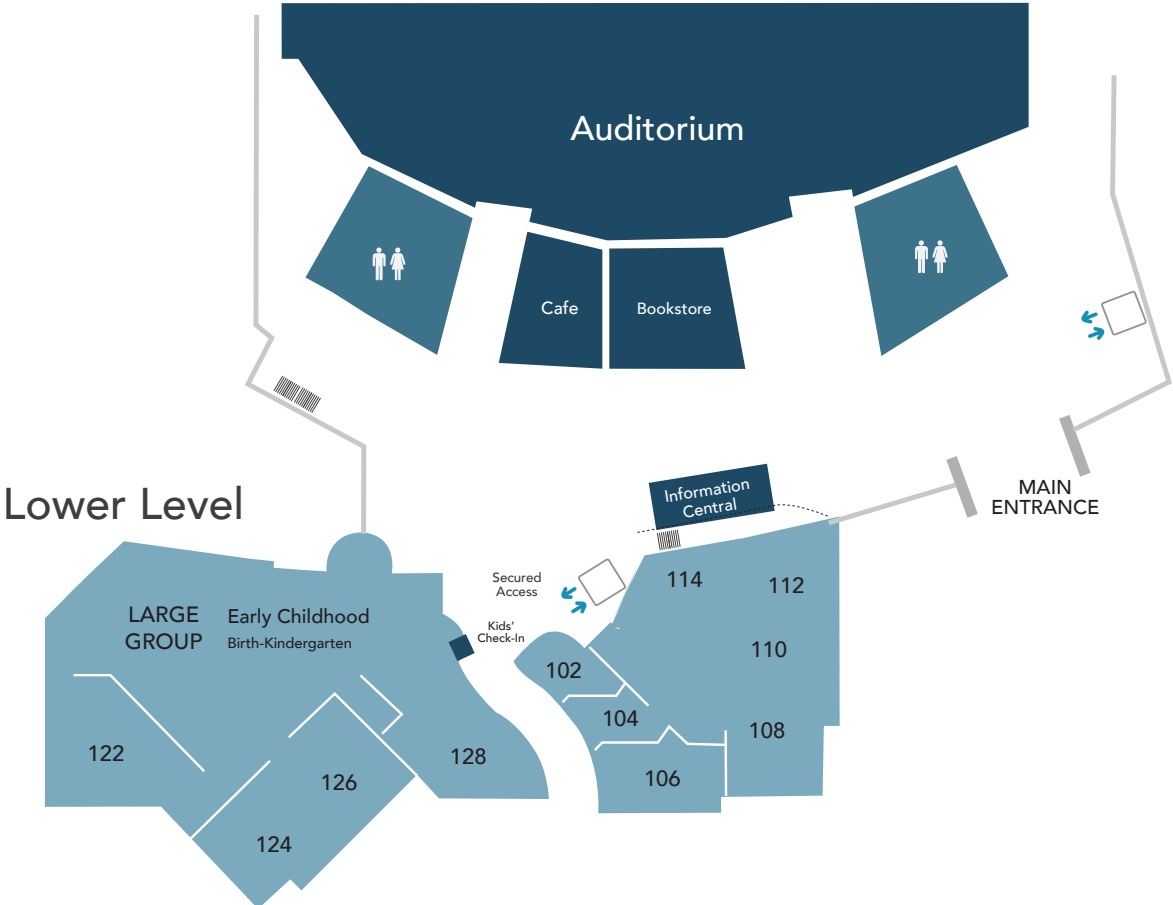 Auditorium
Cafe
Bookstore
Lower Level
Information
Central
MAIN
ENTRANCE
Secured
Access
Kids’
Check-In
LARGE
GROUP
Early Childhood
Birth-Kindergarten
114
112
110
102
104
108
106
122
126
128
124